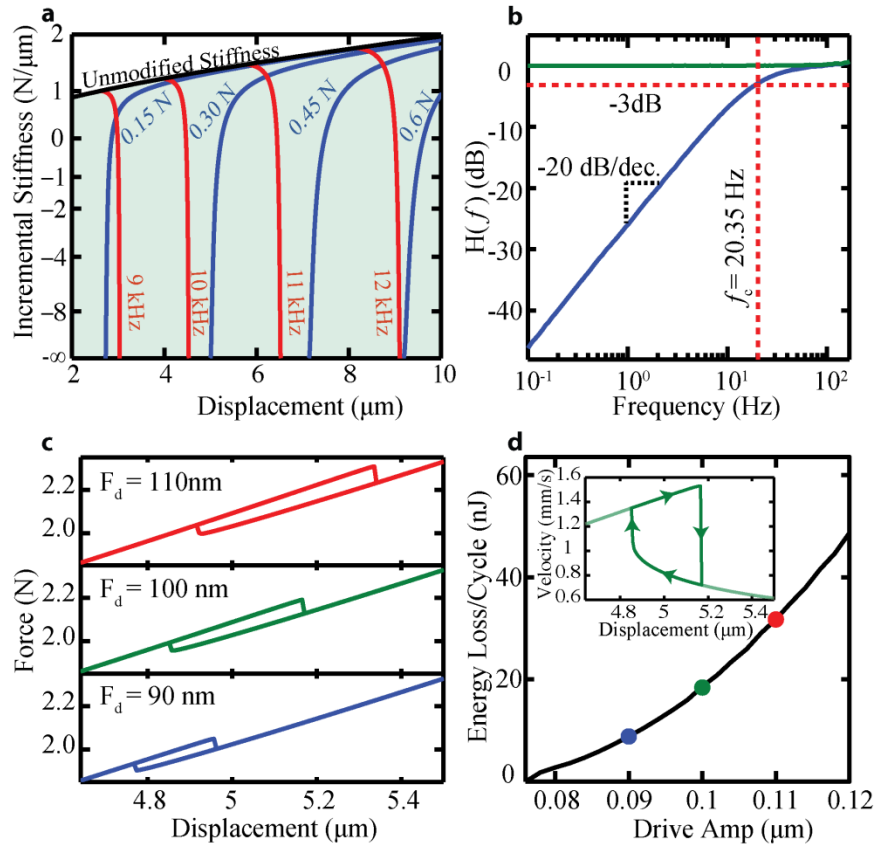 a
Incremental Stiffness (N/μm)
2
1
0
-1
-2
-4
-8
-∞
Unmodified Stiffness
0.15 N
0.30 N
0.45 N
0.6 N
9 kHz
10 kHz
11 kHz
12 kHz
2 4 6 8 10
Displacement (μm)
b
H(f) (dB)
0
-10
-20
-30
-40
-3dB
-20 dB/dec.
fc= 20.35 Hz
10-1 100 101 102
Frequency (Hz)
c
Force (N)
Fd = 110nm
2.2
2.0
Fd = 100 nm
2.2
2.0
Fd = 90 nm
2.2
2.0
4.8 5 5.2 5.4
Displacement (μm)
d
Energy Loss/Cycle (nJ)
60
40
20
0
Velocity (mm/s)
1.6
1.4
1.2
1
0.8
0.6
4.8 5 5.2 5.4
Displacement (μm)
0.08 0.09 0.1 0.11 0.12
Drive Amp (μm)